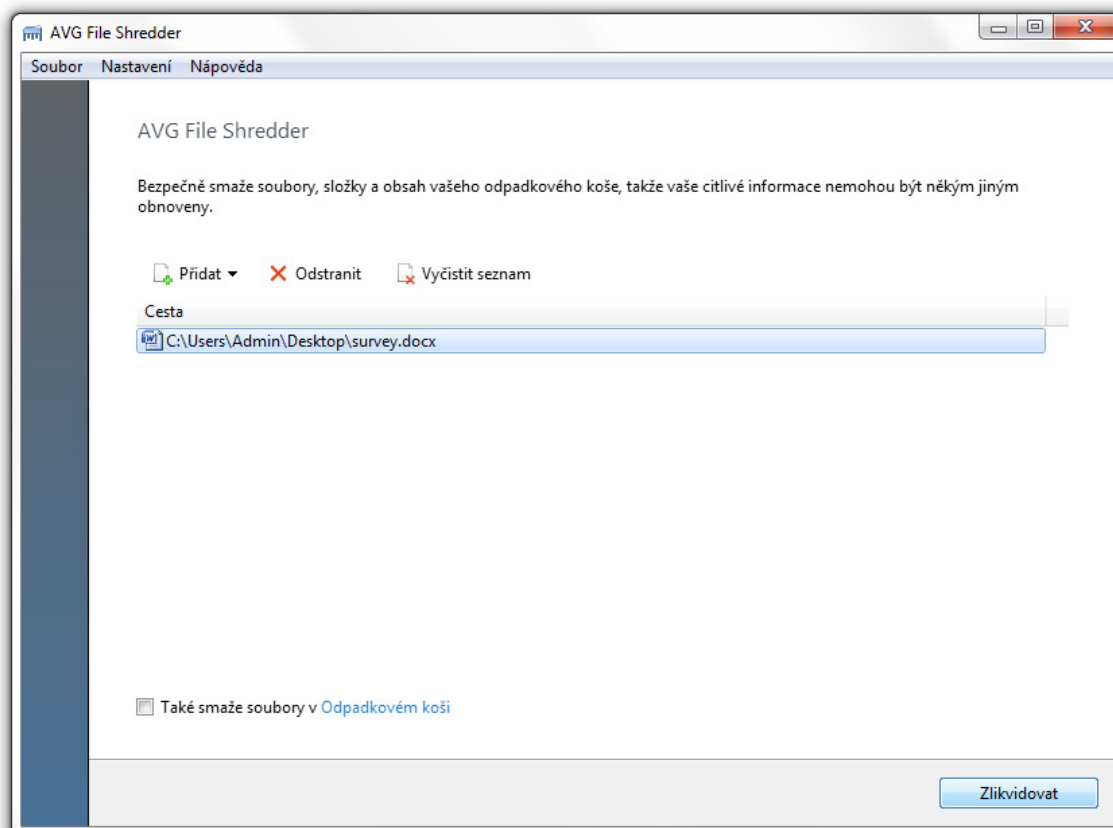 AVG File Shredder
Soubor Nastavení Nápověda
AVG File Shredder
Bezpečně smaže soubory, složky a obsah vašeho odpadkového koše, takže vaše citlivé informace nemohou být někým jiným
obnoveny.
Přidat Odstranit Vyčistit seznam
Cesta
C:\Users\Admin\Desktop\survey.docx
Také smaže soubory v Odpadkovém koši
Zlikvidovat